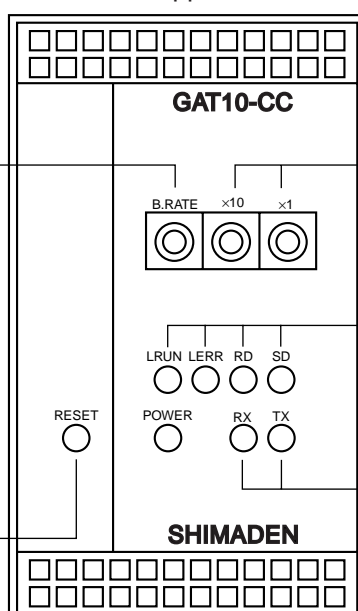 GAT10-CC
B.RATE ×10 ×1
LRUN LERR RD SD
RESET POWER RX TX
SHIMADEN